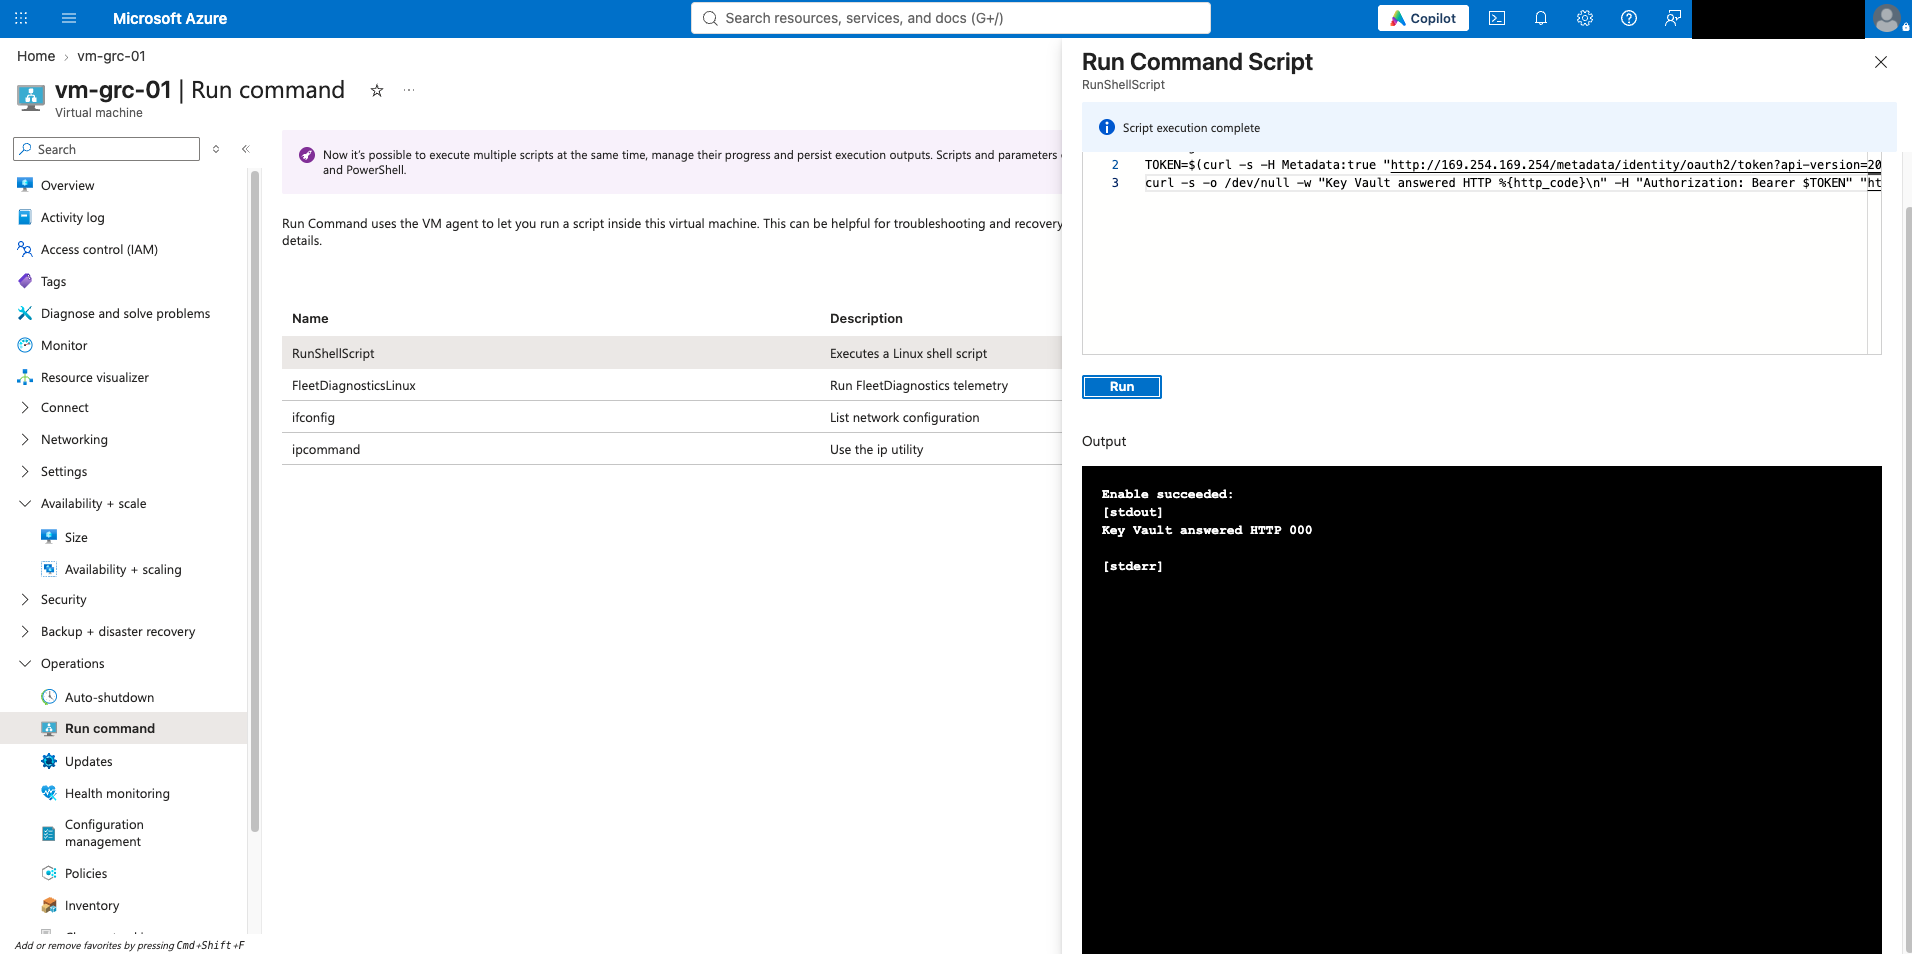 Microsoft Azure
Search resources, services, and docs (G+/)
Copilot
Home > vm-grc-01
vm-grc-01 | Run command
Virtual machine
Search
Overview
Activity log
Access control (IAM)
Tags
Diagnose and solve problems
Monitor
Resource visualizer
Connect
Networking
Settings
Availability + scale
Size
Availability + scaling
Security
Backup + disaster recovery
Operations
Auto-shutdown
Run command
Updates
Health monitoring
Configuration
management
Policies
Inventory
Add or remove favorites by pressing Cmd+Shift+F
Now it's possible to execute multiple scripts at the same time, manage their progress and persist execution outputs. Scripts and parameters
and PowerShell.
Run Command uses the VM agent to let you run a script inside this virtual machine. This can be helpful for troubleshooting and recovery
details.
Name Description
RunShellScript Executes a Linux shell script
FleetDiagnosticsLinux Run FleetDiagnostics telemetry
ifconfig List network configuration
ipcommand Use the ip utility
Run Command Script
RunShellScript
Script execution complete
2 TOKEN=$(curl -s -H Metadata:true "http://169.254.169.254/metadata/identity/oauth2/token?api-version=20
3 curl -s -o /dev/null -w "Key Vault answered HTTP %{http_code}\n" -H "Authorization: Bearer $TOKEN" "ht
Run
Output
Enable succeeded:
[stdout]
Key Vault answered HTTP 000
[stderr]